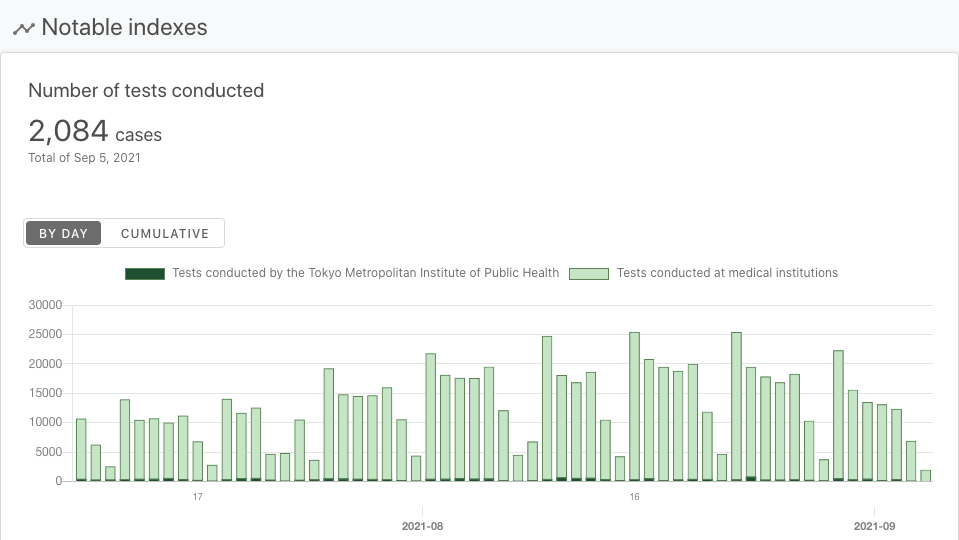 Notable indexes
Number of tests conducted
2,084 cases
Total of Sep 5, 2021
BY DAY CUMULATIVE
Tests conducted by the Tokyo Metropolitan Institute of Public Health Tests conducted at medical institutions
30000
25000
20000
15000
10000
5000
0
17 16
2021-08 2021-09